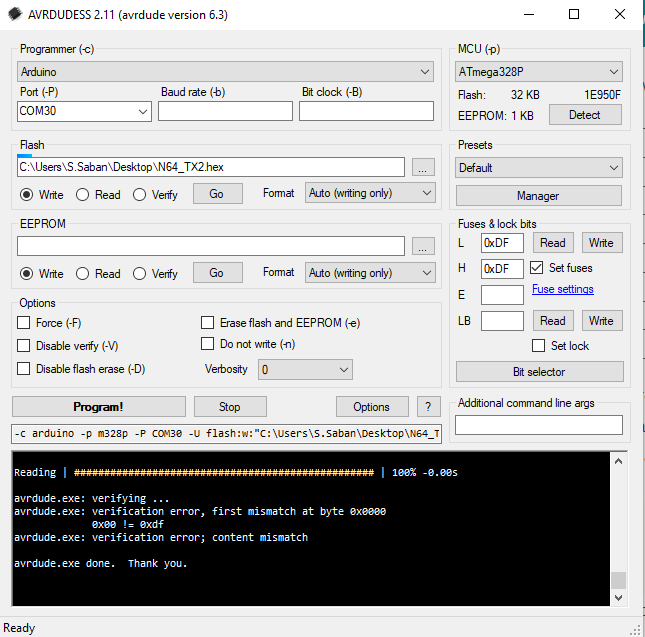 AVRDUDESS 2.11 (avrdude version 6.3)
Programmer (-c)
Arduino
Port (-P) Baud rate (-b) Bit clock (-B)
COM30
MCU (-p)
ATmega328P
Flash: 32 KB 1E950F
EEPROM: 1 KB Detect
Flash
C:\Users\S.Saban\Desktop\N64_TX2.hex ...
Write Read Verify Go Format Auto (writing only)
Presets
Default
Manager
EEPROM
...
Write Read Verify Go Format Auto (writing only)
Fuses & lock bits
L 0xDF Read Write
H 0xDF Set fuses
E Fuse settings
LB Read Write
Set lock
Bit selector
Options
Force (-F) Erase flash and EEPROM (-e)
Disable verify (-V) Do not write (-n)
Disable flash erase (-D) Verbosity 0
Program! Stop Options ?
Additional command line args
-c arduino -p m328p -P COM30 -U flash:w:"C:\Users\S.Saban\Desktop\N64_T
Reading | ################################################## | 100% -0.00s
avrdude.exe: verifying ...
avrdude.exe: verification error, first mismatch at byte 0x0000
0x00 != 0xdf
avrdude.exe: verification error; content mismatch
avrdude.exe done. Thank you.
Ready